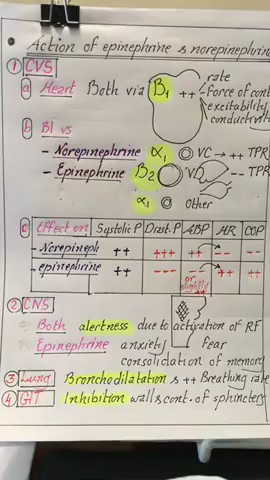 Action of epinephrine & norepinephrine
① CVS
ⓐ Heart Both via B1 ++
rate
Force of cont
excitability
conductivity
ⓑ Bl vs
- Norepinephrine α1 VC → ++ TPR
- Epinephrine B2 VD -- TPR
α1 Other
ⓒ Effect on Systolic P Diast. P ABP HR COP
- Norepineph ++ +++ ++ -- --
- epinephrine ++ --- -- ++ ++
or slightly ++
② CNS
Both alertness due to activation of RF
Epinephrine anxiety Fear
consolidation of memory
③ Lung Bronchodilatation & ++ Breathing rate
④ GIT Inhibition wall & cont. of sphincters